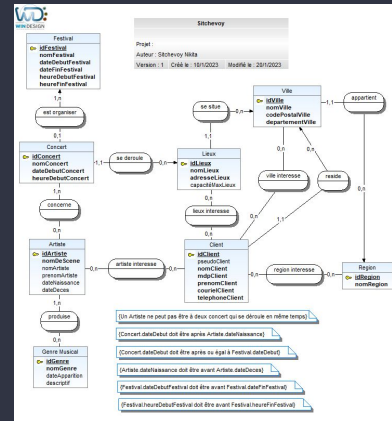 WINDESIGN
Sitchevoy
Projet :
Auteur : Sitchevoy Nikita
Version : 1 Créé le : 10/1/2023 Modifié le : 20/1/2023
Festival
idFestival
nomFestival
dateDebutFestival
dateFinFestival
heureDebutFestival
heureFinFestival
1,n
est organiser
0,1
Concert
idConcert
nomConcert
dateDebutConcert
heureDebutConcert
1,1
se deroule
0,n
Lieux
idLieux
nomLieux
adresseLieux
capacitéMaxLieux
1,1
se situe
0,n
Ville
idVille
nomVille
codePostalVille
departementVille
1,1
appartient
0,n
0,n
ville interesse
0,n
0,n
reside
1,1
0,n
lieux interesse
0,n
1,n
concerne
0,n
Artiste
idArtiste
nomDeScene
nomArtiste
prenomArtiste
dateNaissance
dateDeces
0,n
artiste interesse
0,n
Client
idClient
pseudoClient
nomClient
mdpClient
prenomClient
courielClient
telephoneClient
0,n
region interesse
0,n
Region
idRegion
nomRegion
1,n
produise
0,n
Genre Musical
idGenre
nomGenre
dateApparition
descriptif
{Un Artiste ne peut pas être à deux concert qui se déroule en même temps}
{Concert.dateDebut doit être après Artiste.dateNaissance}
{Concert.dateDebut doit être après ou égal à Festival.dateDebut}
{Artiste.dateNaissance doit être avant Artiste.dateDeces}
{Festival.dateDebutFestival doit être avant Festival.dateFinFestival}
{Festival.heureDebutFestival doit être avant Festival.heureFinFestival}